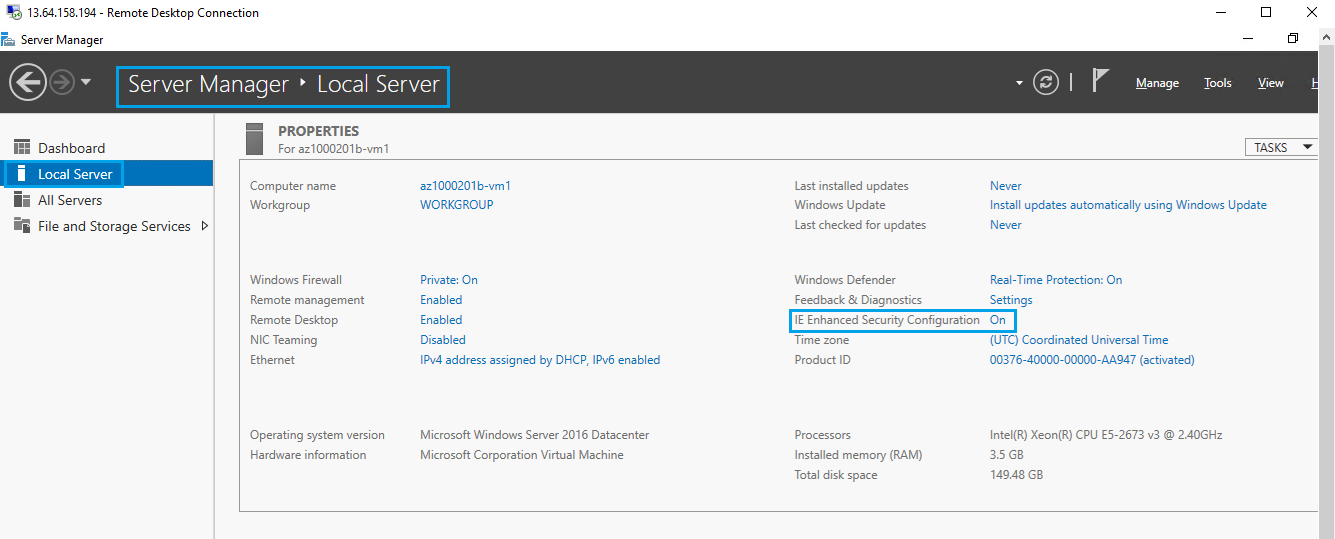 13.64.158.194 - Remote Desktop Connection
Server Manager
Server Manager Local Server
Manage Tools View H
Dashboard
Local Server
All Servers
File and Storage Services
PROPERTIES
For az1000201b-vm1
TASKS
Computer name az1000201b-vm1
Workgroup WORKGROUP
Last installed updates Never
Windows Update Install updates automatically using Windows Update
Last checked for updates Never
Windows Firewall Private: On
Remote management Enabled
Remote Desktop Enabled
NIC Teaming Disabled
Ethernet IPv4 address assigned by DHCP, IPv6 enabled
Windows Defender Real-Time Protection: On
Feedback & Diagnostics Settings
IE Enhanced Security Configuration On
Time zone (UTC) Coordinated Universal Time
Product ID 00376-40000-00000-AA947 (activated)
Operating system version Microsoft Windows Server 2016 Datacenter
Hardware information Microsoft Corporation Virtual Machine
Processors Intel(R) Xeon(R) CPU E5-2673 v3 @ 2.40GHz
Installed memory (RAM) 3.5 GB
Total disk space 149.48 GB